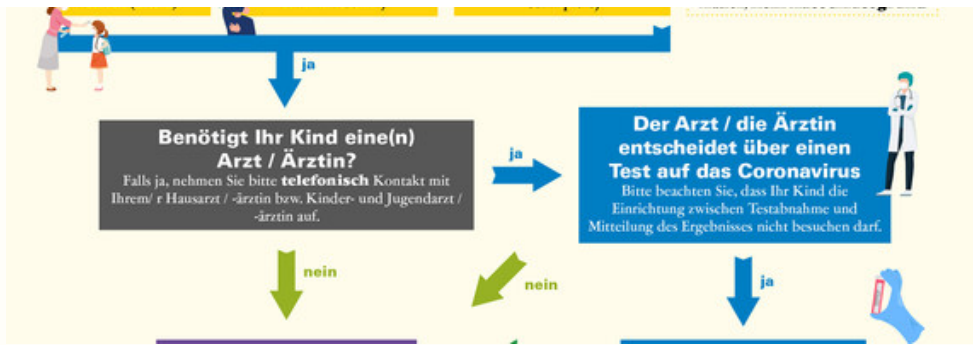 ja
Benötigt Ihr Kind eine(n)
Arzt / Ärztin?
Falls ja, nehmen Sie bitte telefonisch Kontakt mit
Ihrem/ r Hausarzt / -ärztin bzw. Kinder- und Jugendarzt /
-ärztin auf.
ja
Der Arzt / die Ärztin
entscheidet über einen
Test auf das Coronavirus
Bitte beachten Sie, dass Ihr Kind die
Einrichtung zwischen Testabnahme und
Mitteilung des Ergebnisses nicht besuchen darf.
nein
nein
ja